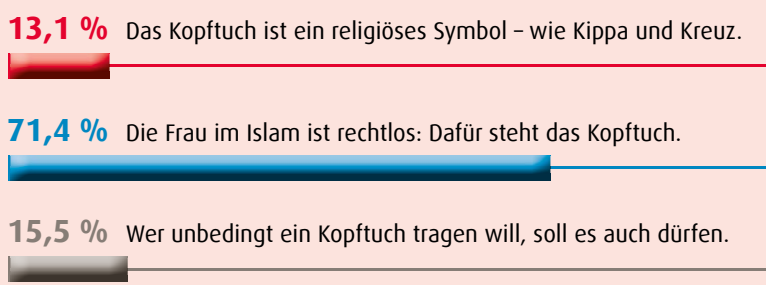 13,1 % Das Kopftuch ist ein religiöses Symbol – wie Kippa und Kreuz.
71,4 % Die Frau im Islam ist rechtlos: Dafür steht das Kopftuch.
15,5 % Wer unbedingt ein Kopftuch tragen will, soll es auch dürfen.